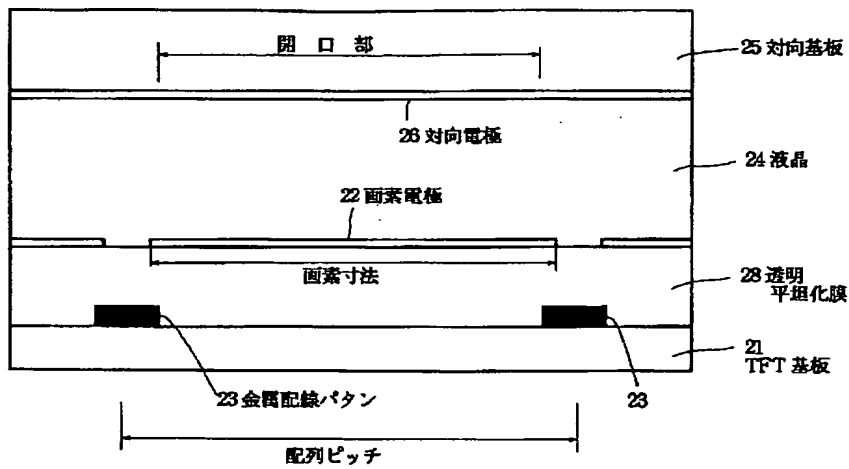 開 口 部
25 対向基板
26 対向電極
24 液晶
22 画素電極
画素寸法
28 透明
平坦化膜
21
TFT 基板
23 金属配線パタン
23
配列ピッチ